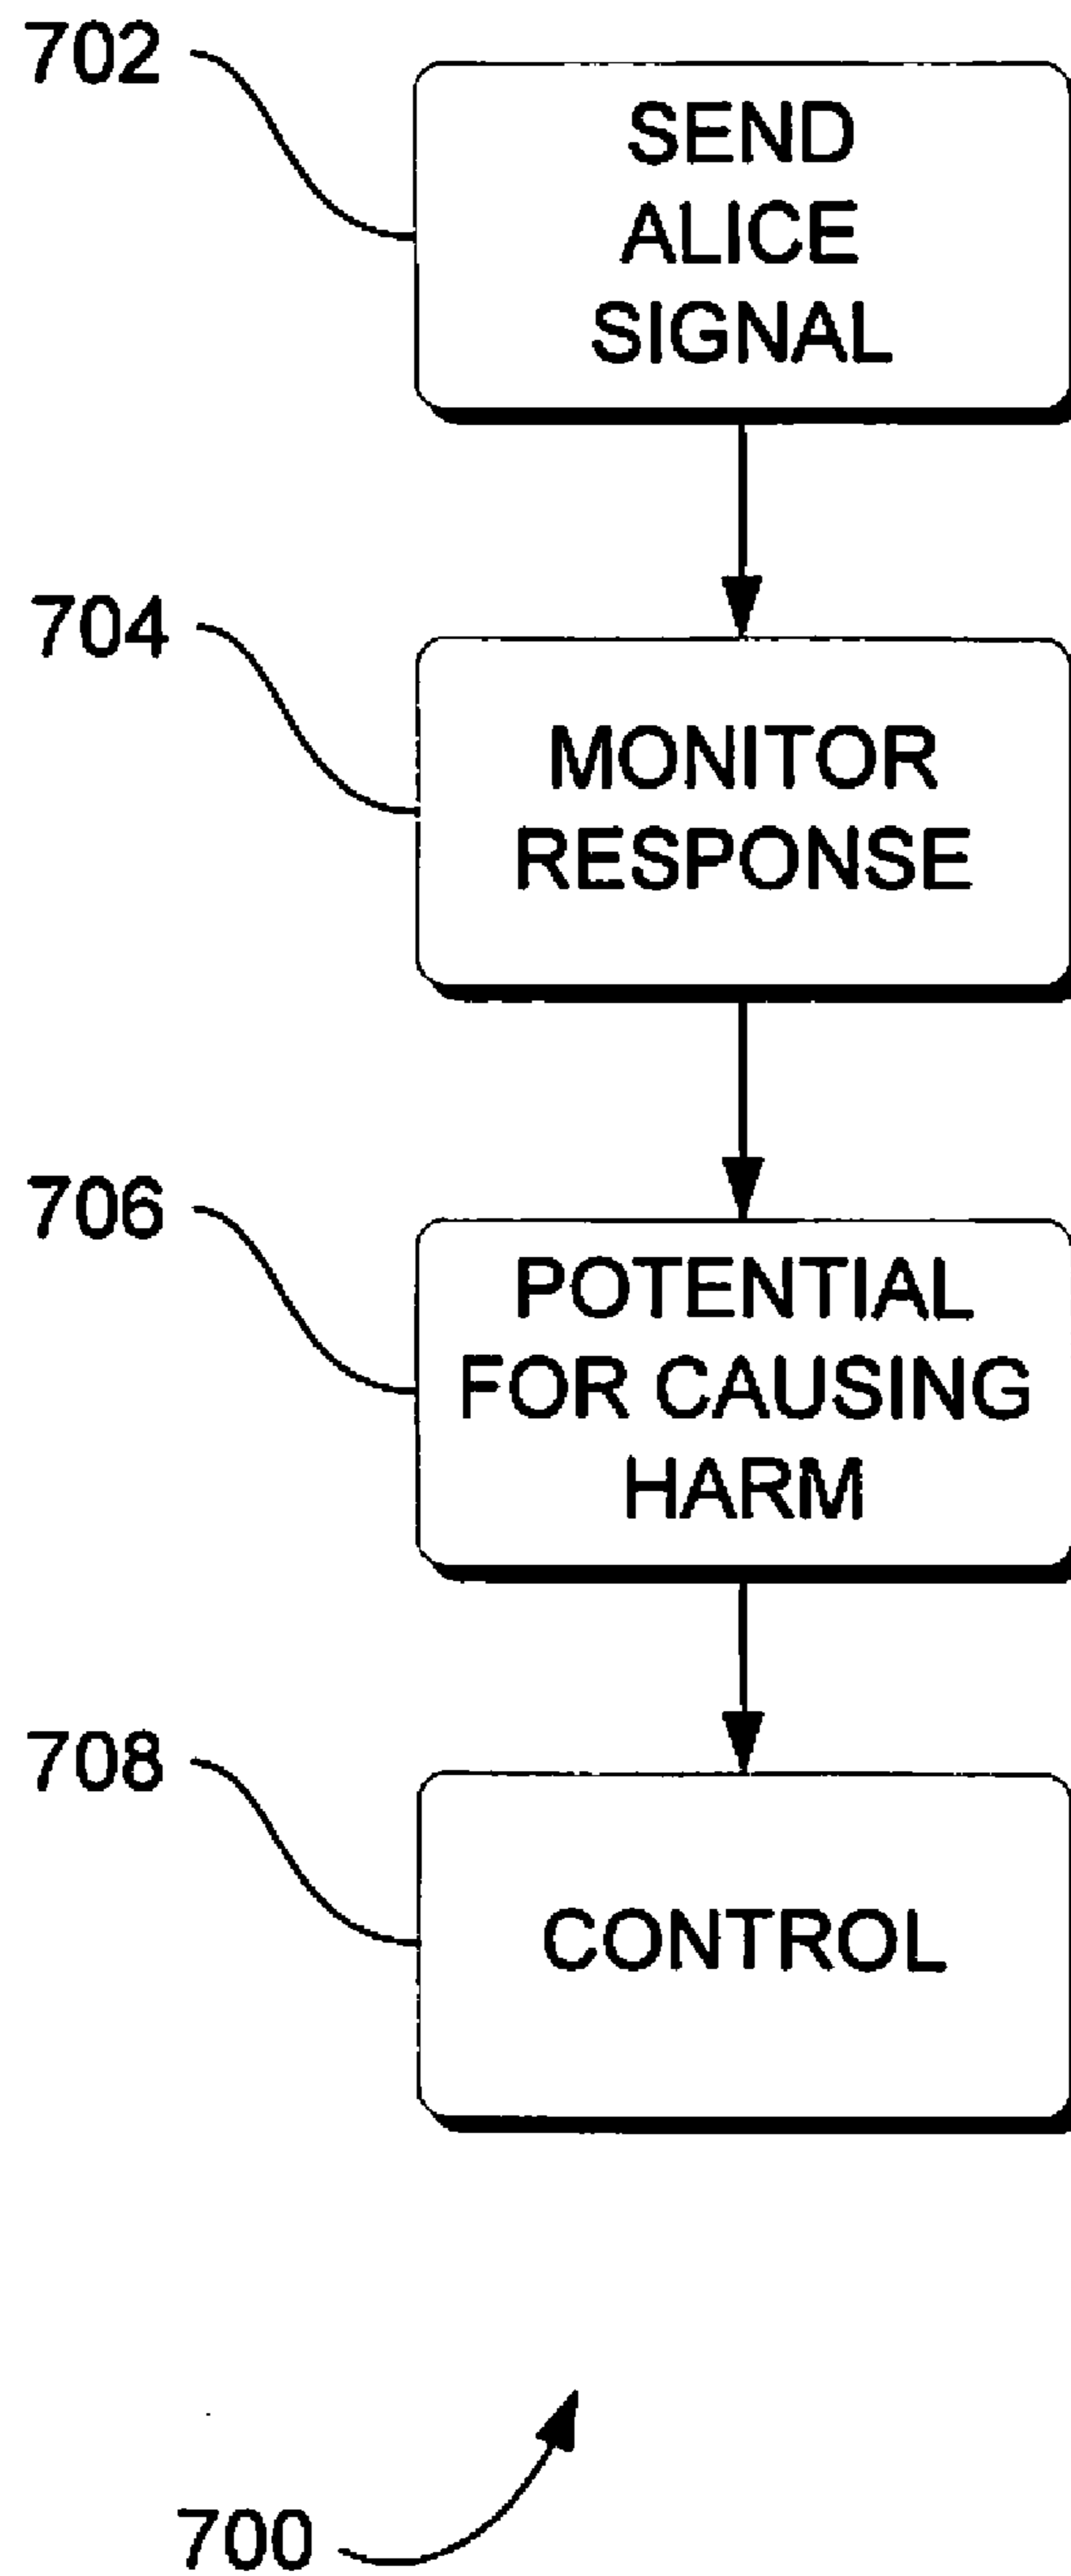 702
SEND
ALICE
SIGNAL
704
MONITOR
RESPONSE
706
POTENTIAL
FOR CAUSING
HARM
708
CONTROL
700